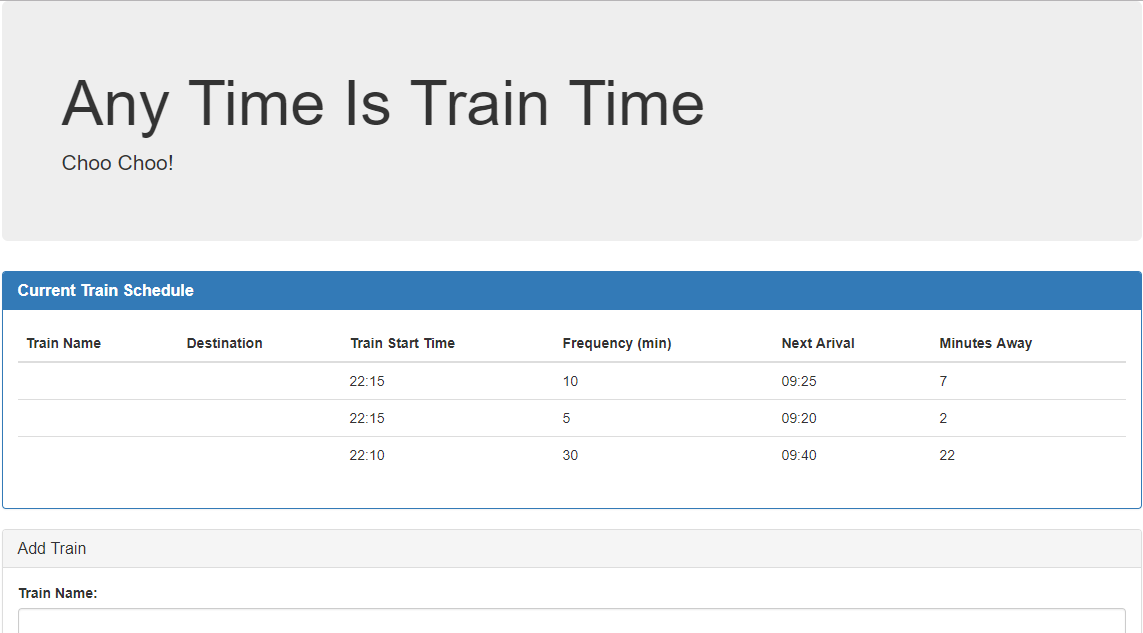 Any Time Is Train Time
Choo Choo!
Current Train Schedule
Train Name Destination Train Start Time Frequency (min) Next Arival Minutes Away
22:15 10 09:25 7
22:15 5 09:20 2
22:10 30 09:40 22
Add Train
Train Name: